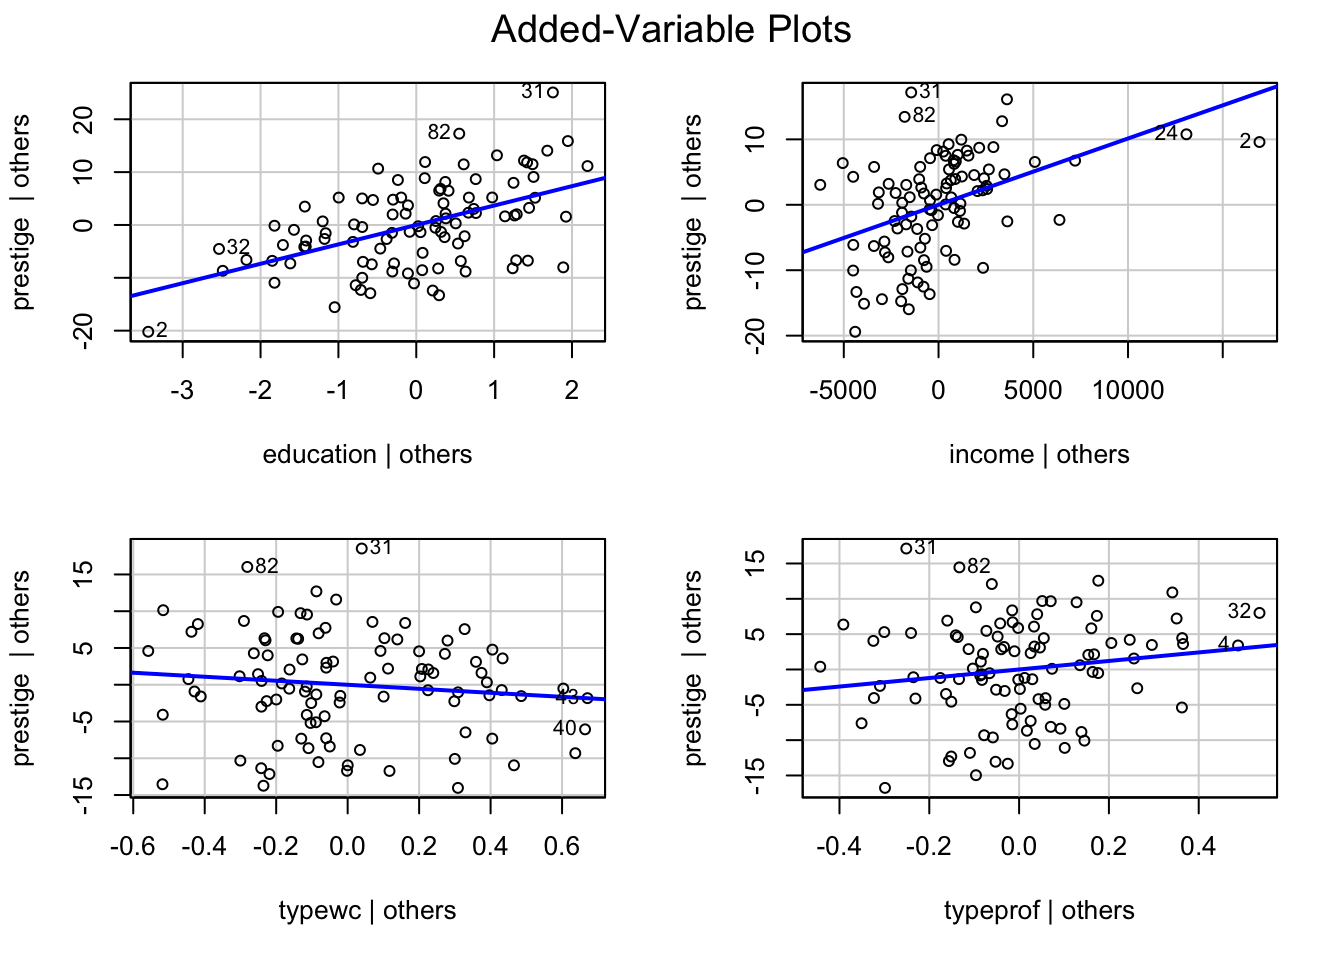 Added-Variable Plots
prestige | others
20
10
0
-20
31
82
32
2
-3 -2 -1 0 1 2
education | others
prestige | others
10
0
-10
-20
31
82
24
2
-5000 0 5000 10000
income | others
prestige | others
15
5
-5
-15
31
82
43
40
-0.6 -0.4 -0.2 0.0 0.2 0.4 0.6
typewc | others
prestige | others
15
5
-5
-15
31
82
32
4
-0.4 -0.2 0.0 0.2 0.4
typeprof | others